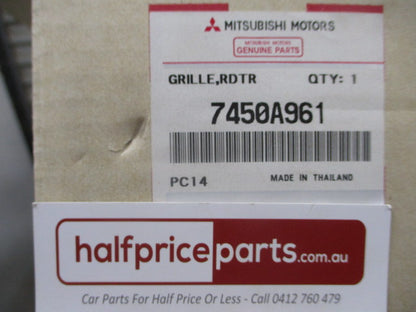 MITSUBISHI MOTORS
MITSUBISHI MOTORS
GENUINE PARTS
GRILLE,RDTR QTY: 1
7450A961
PC14 MADE IN THAILAND
halfpriceparts.com.au
Car Parts For Half Price Or Less - Call 0412 760 479